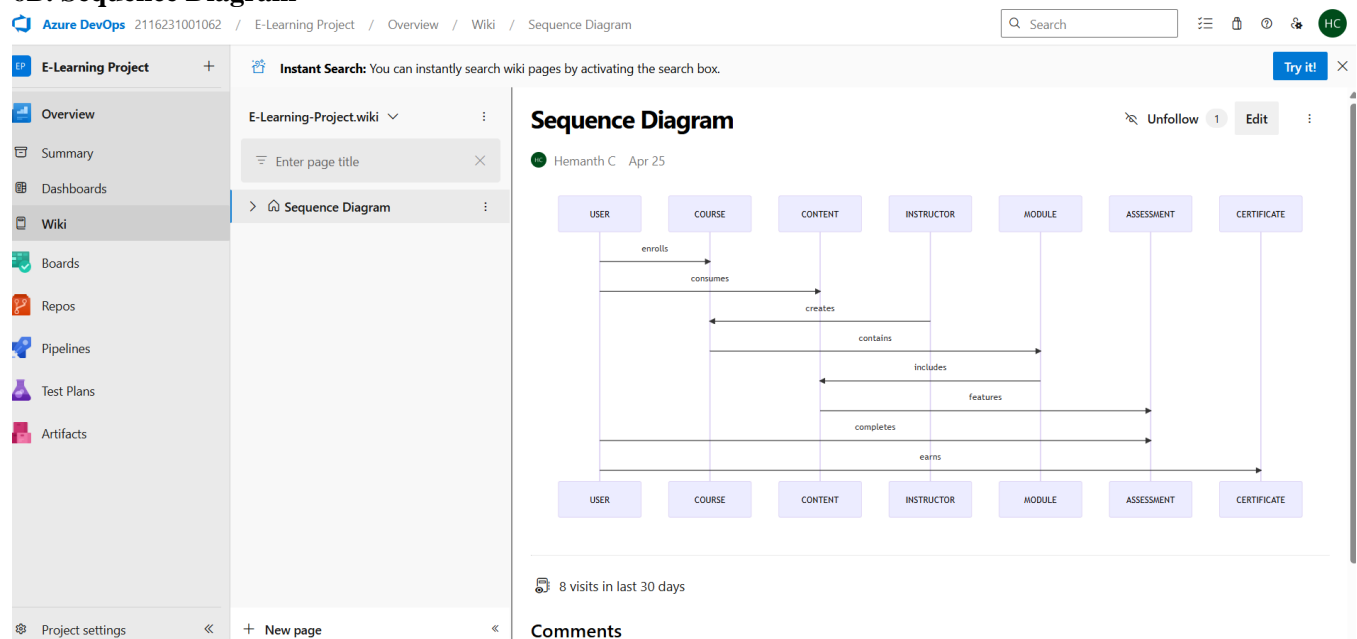 6B. Sequence Diagram
Azure DevOps 2116231001062 / E-Learning Project / Overview / Wiki / Sequence Diagram
Search
HC
EP E-Learning Project +
Instant Search: You can instantly search wiki pages by activating the search box.
Try it!
Overview
Summary
Dashboards
Wiki
Boards
Repos
Pipelines
Test Plans
Artifacts
Project settings
E-Learning-Project.wiki
Enter page title
Sequence Diagram
+ New page
Sequence Diagram
Unfollow 1 Edit
HC Hemanth C Apr 25
USER COURSE CONTENT INSTRUCTOR MODULE ASSESSMENT CERTIFICATE
enrolls
consumes
creates
contains
includes
features
completes
earns
USER COURSE CONTENT INSTRUCTOR MODULE ASSESSMENT CERTIFICATE
8 visits in last 30 days
Comments